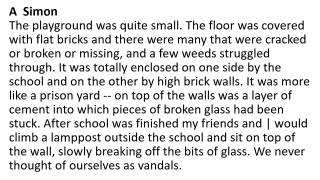 A  Simon
The playground was quite small. The floor was covered
with flat bricks and there were many that were cracked
or broken or missing, and a few weeds struggled
through. It was totally enclosed on one side by the
school and on the other by high brick walls. It was more
like a prison yard -- on top of the walls was a layer of
cement into which pieces of broken glass had been
stuck. After school was finished my friends and | would
climb a lamppost outside the school and sit on top of
the wall, slowly breaking off the bits of glass. We never
thought of ourselves as vandals.